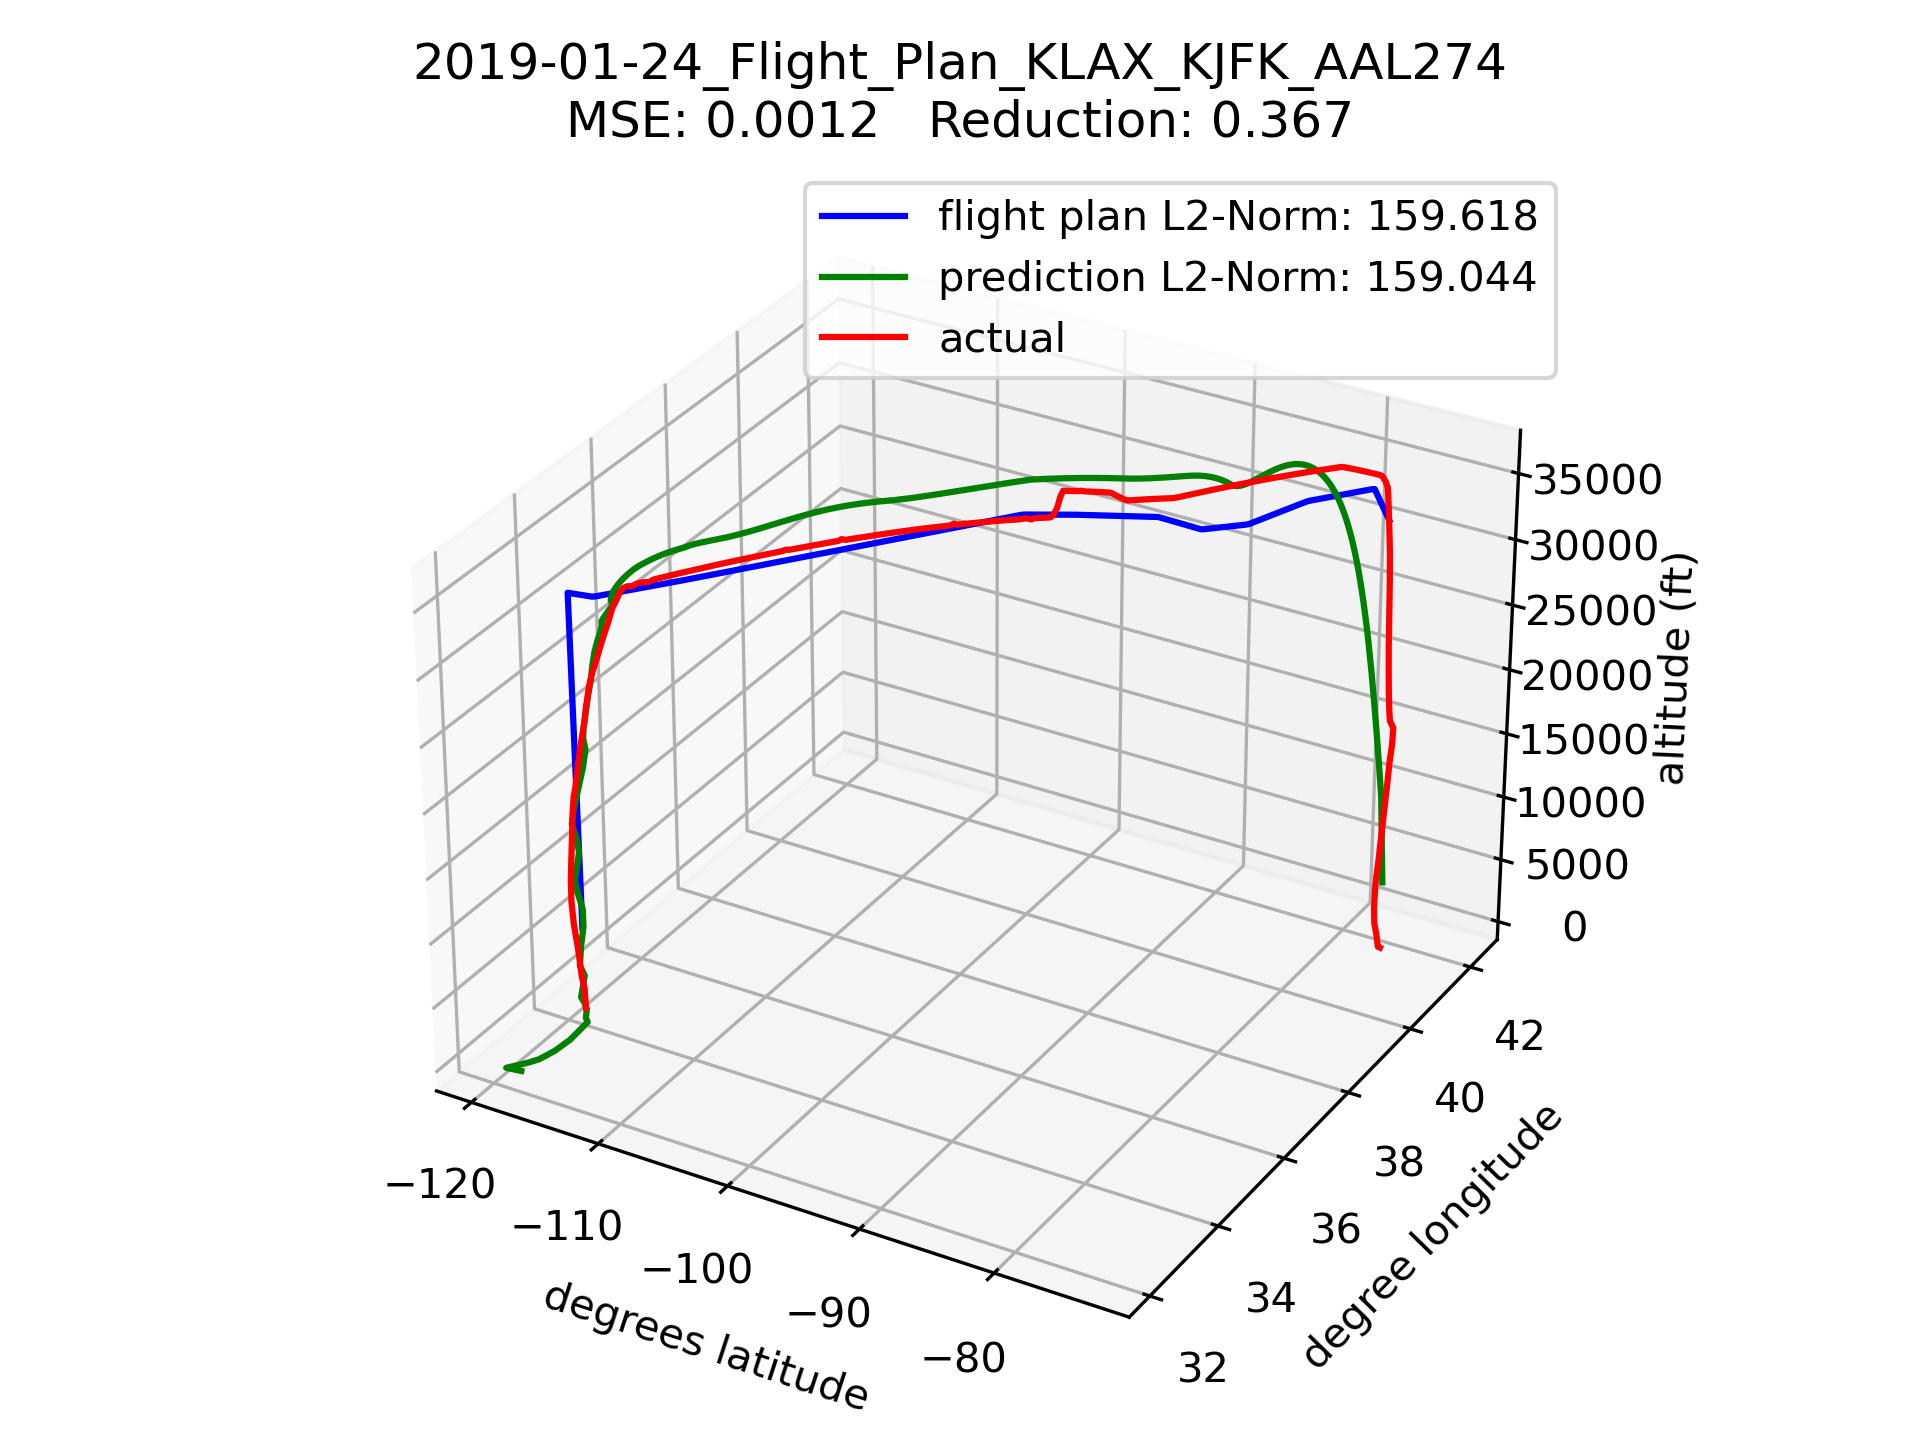 2019-01-24_Flight_Plan_KLAX_KJFK_AAL274
MSE: 0.0012   Reduction: 0.367
flight plan L2-Norm: 159.618
prediction L2-Norm: 159.044
actual
35000
30000
25000
20000
15000
10000
5000
0
altitude (ft)
42
40
38
36
34
32
degree longitude
−120
−110
−100
−90
−80
degrees latitude